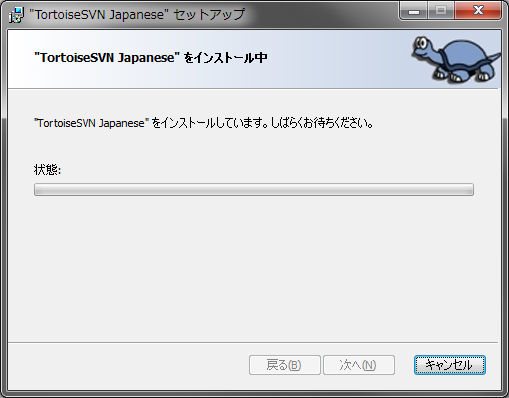 "TortoiseSVN Japanese" セットアップ
"TortoiseSVN Japanese" をインストール中
"TortoiseSVN Japanese" をインストールしています。しばらくお待ちください。
状態:
戻る(B) 次へ(N) キャンセル